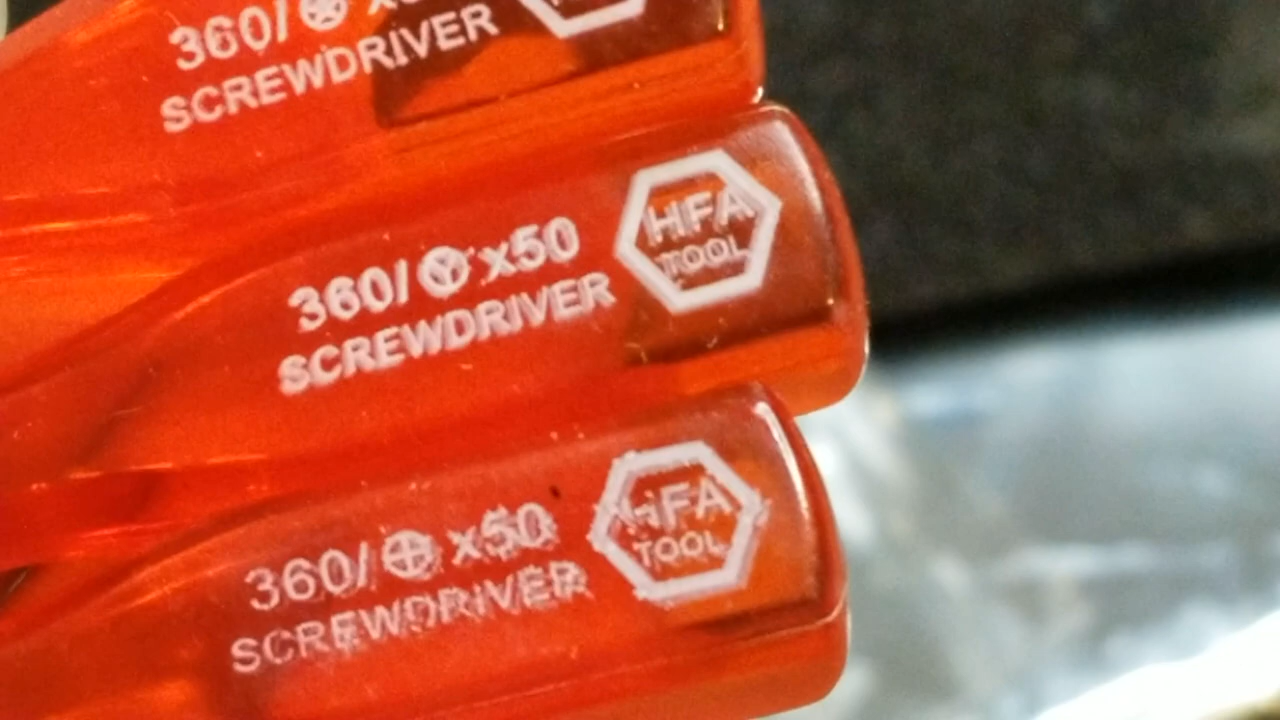 360/ x
SCREWDRIVER
360/ x50
SCREWDRIVER
HFA
TOOL
360/ x50
SCREWDRIVER
HFA
TOOL